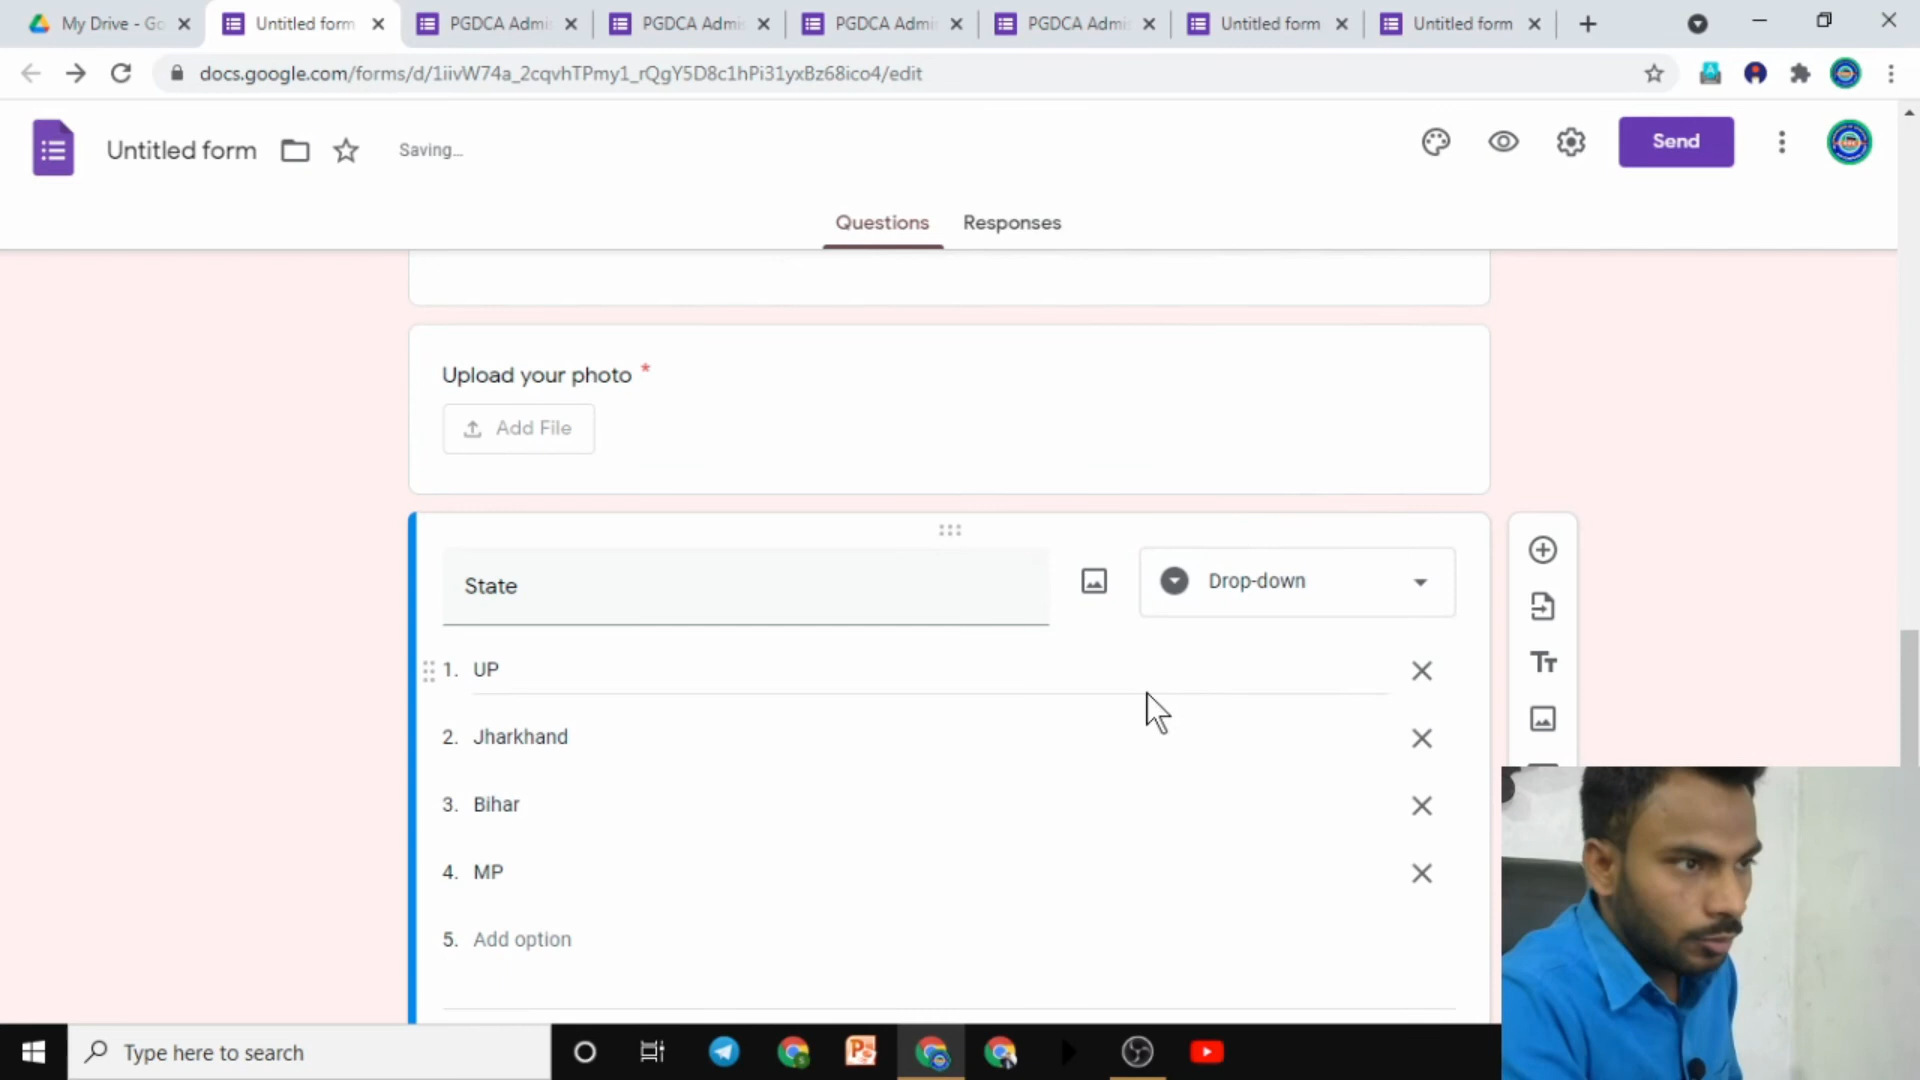 My Drive - Go
Untitled form
PGDCA Admi
PGDCA Admis
PGDCA Admi
PGDCA Admi
Untitled form
Untitled form
docs.google.com/forms/d/1iivW74a_2cqvhTPmy1_rQgY5D8c1hPi31yxBz68ico4/edit
Untitled form
Saving...
Send
Questions
Responses
Upload your photo *
Add File
State
Drop-down
1. UP
2. Jharkhand
3. Bihar
4. MP
5. Add option
Type here to search